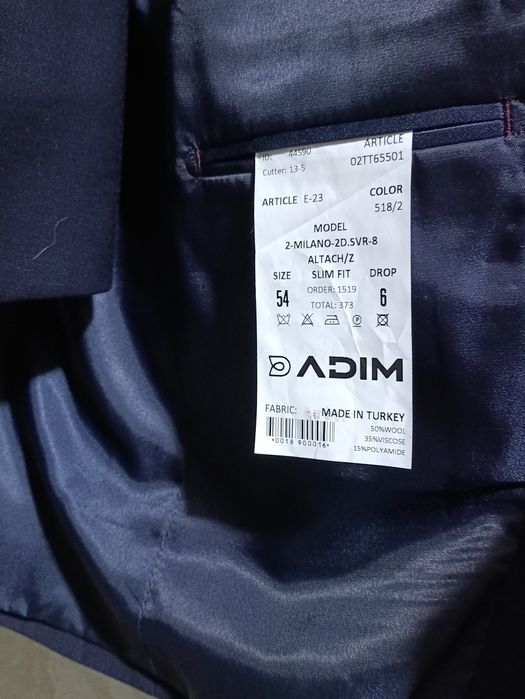 ARTICLE
ID: 44590
02TT65501
Cutter: 13-5
ARTICLE E-23
COLOR
518/2
MODEL
2-MILANO-2D.SVR-8
ALTACH/Z
SIZE SLIM FIT DROP
54 ORDER: 1519 6
TOTAL: 373
ADIM
FABRIC: MADE IN TURKEY
50%WOOL
35%VISCOSE
15%POLYAMIDE
*0018 900016*